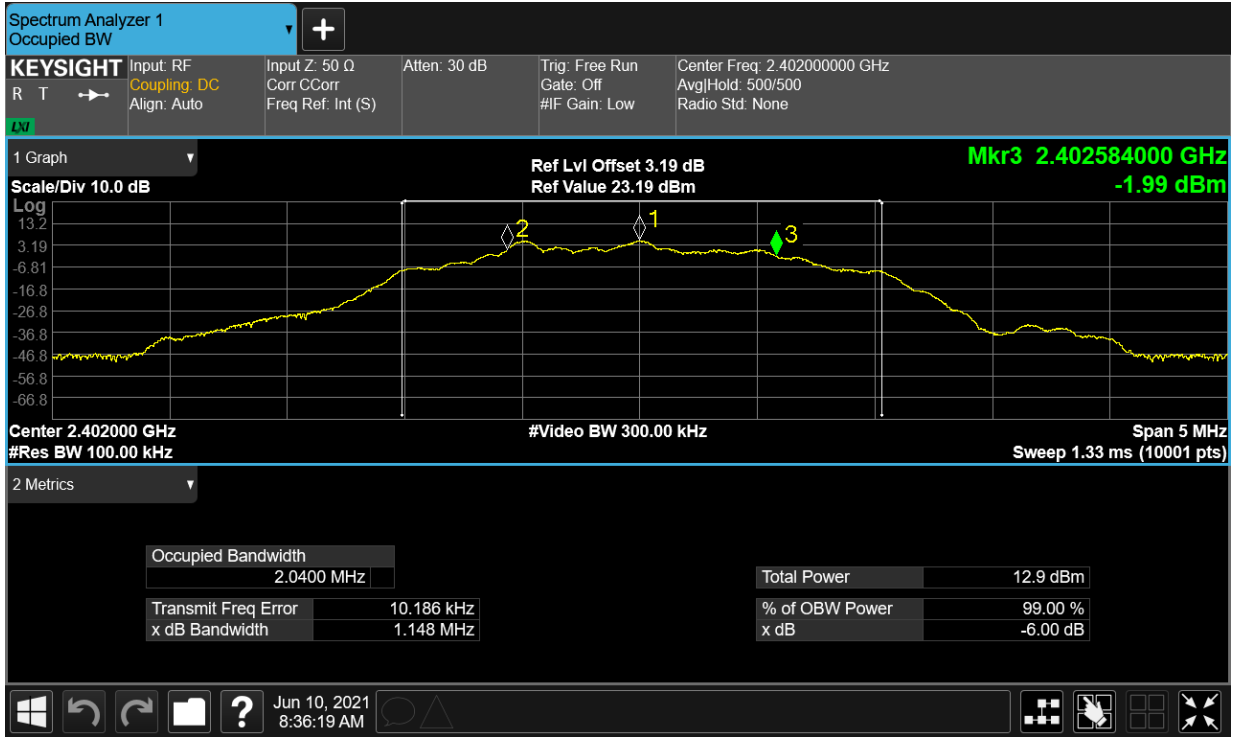 Spectrum Analyzer 1
Occupied BW
KEYSIGHT
R T
LXI
Input: RF
Coupling: DC
Align: Auto
Input Z: 50 Ω
Corr CCorr
Freq Ref: Int (S)
Atten: 30 dB
Trig: Free Run
Gate: Off
#IF Gain: Low
Center Freq: 2.402000000 GHz
Avg|Hold: 500/500
Radio Std: None
1 Graph
Scale/Div 10.0 dB
Ref Lvl Offset 3.19 dB
Ref Value 23.19 dBm
Mkr3 2.402584000 GHz
-1.99 dBm
Log
13.2
3.19
-6.81
-16.8
-26.8
-36.8
-46.8
-56.8
-66.8
2
1
3
Center 2.402000 GHz
#Res BW 100.00 kHz
#Video BW 300.00 kHz
Span 5 MHz
Sweep 1.33 ms (10001 pts)
2 Metrics
Occupied Bandwidth
2.0400 MHz
Total Power 12.9 dBm
Transmit Freq Error 10.186 kHz
% of OBW Power 99.00 %
x dB Bandwidth 1.148 MHz
x dB -6.00 dB
?
Jun 10, 2021
8:36:19 AM